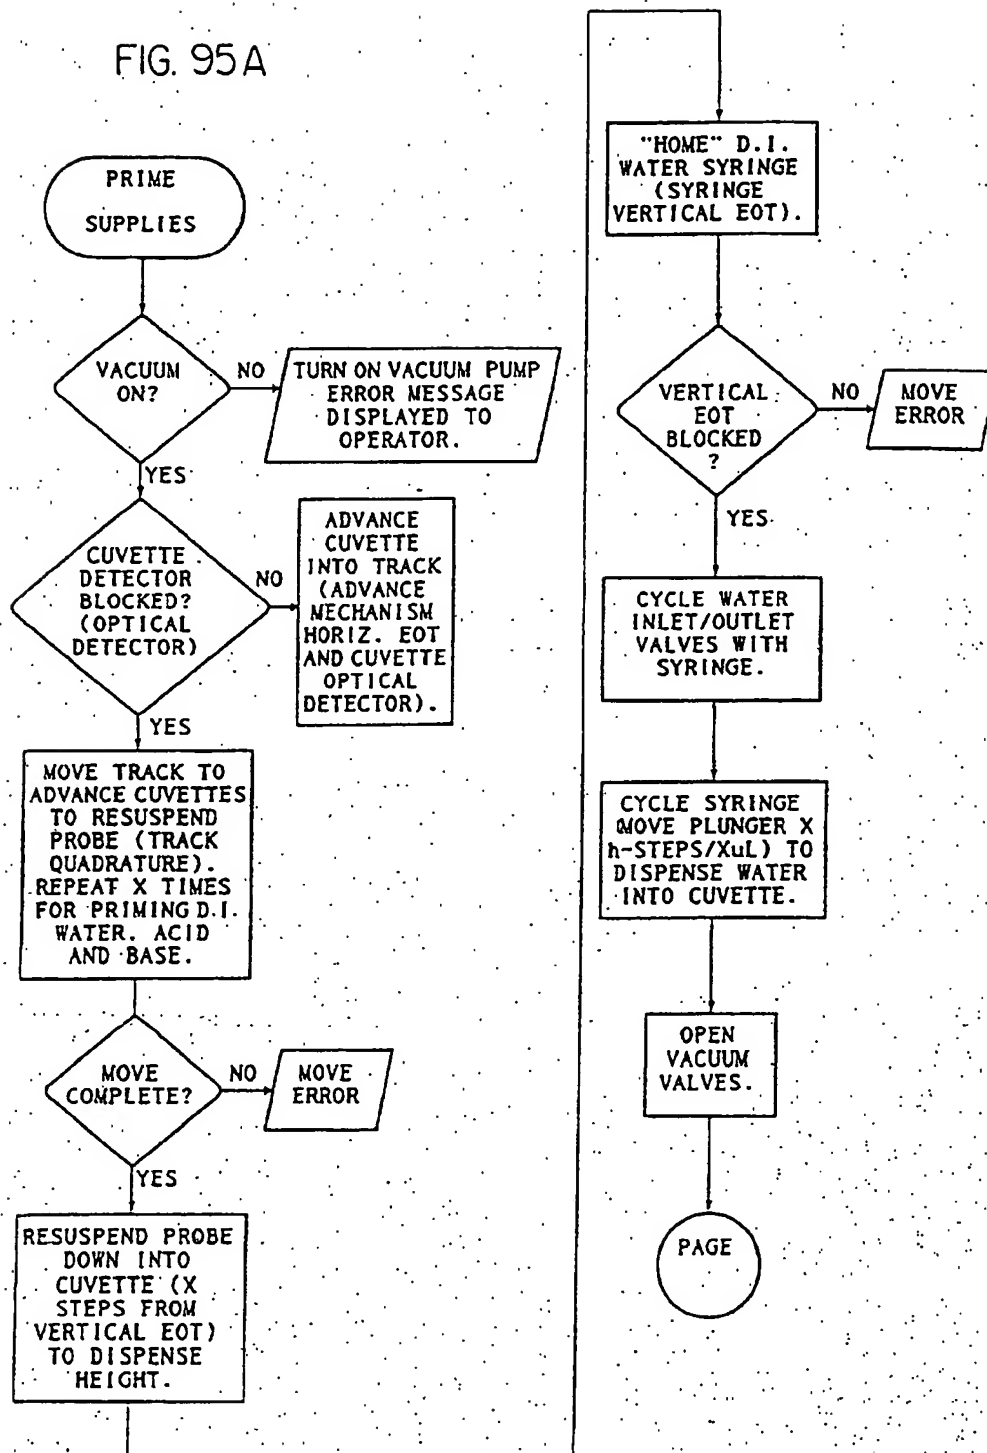 FIG. 95A
PRIME
SUPPLIES
VACUUM
ON?
NO
TURN ON VACUUM PUMP
ERROR MESSAGE
DISPLAYED TO
OPERATOR.
YES
CUVETTE
DETECTOR
BLOCKED?
(OPTICAL
DETECTOR)
NO
ADVANCE
CUVETTE
INTO TRACK
(ADVANCE
MECHANISM
HORIZ. EOT
AND CUVETTE
OPTICAL
DETECTOR).
YES
MOVE TRACK TO
ADVANCE CUVETTES
TO RESUSPEND
PROBE (TRACK
QUADRATURE).
REPEAT X TIMES
FOR PRIMING D.I.
WATER. ACID
AND BASE.
MOVE
COMPLETE?
NO
MOVE
ERROR
YES
RESUSPEND PROBE
DOWN INTO
CUVETTE (X
STEPS FROM
VERTICAL EOT)
TO DISPENSE
HEIGHT.
"HOME" D.I.
WATER SYRINGE
(SYRINGE
VERTICAL EOT).
VERTICAL
EOT
BLOCKED
?
NO
MOVE
ERROR
YES
CYCLE WATER
INLET/OUTLET
VALVES WITH
SYRINGE.
CYCLE SYRINGE
(MOVE PLUNGER X
h-STEPS/XuL) TO
DISPENSE WATER
INTO CUVETTE.
OPEN
VACUUM
VALVES.
PAGE